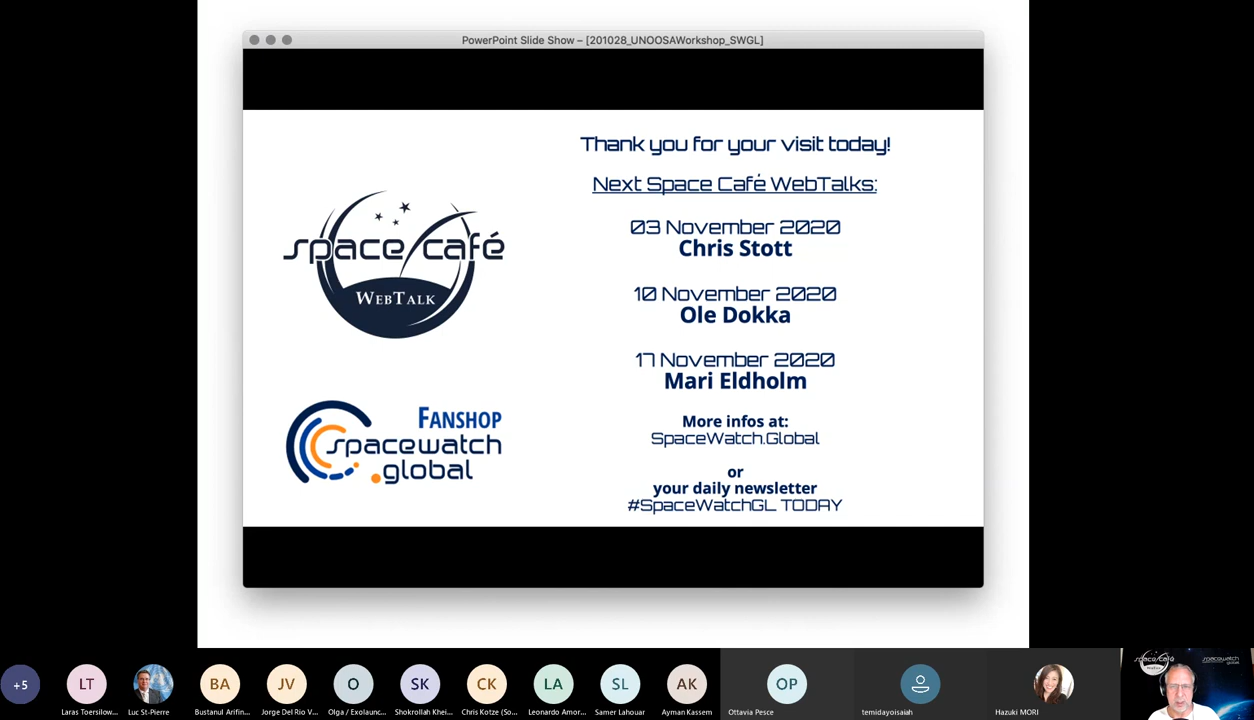 PowerPoint Slide Show – [201028_UNOOSAWorkshop_SWGL]
Thank you for your visit today!
Next Space Café WebTalks:
03 November 2020
Chris Stott
10 November 2020
Ole Dokka
17 November 2020
Mari Eldholm
More infos at:
SpaceWatch.Global
or
your daily newsletter
#SpaceWatchGL TODAY
space café
WEBTALK
FANSHOP
spacewatch
.global
+5
LT
BA
JV
O
SK
CK
LA
SL
AK
OP
Laras Toersilow...
Luc St-Pierre
Bustanul Arifin...
Jorge Del Rio V...
Olga / Exolaunc...
Shokrollah Khei...
Chris Kotze (So...
Leonardo Amor...
Samer Lahouar
Ayman Kassem
Ottavia Pesce
temidayoisaiah
Hazuki MORI
space café
spacewatch
.global